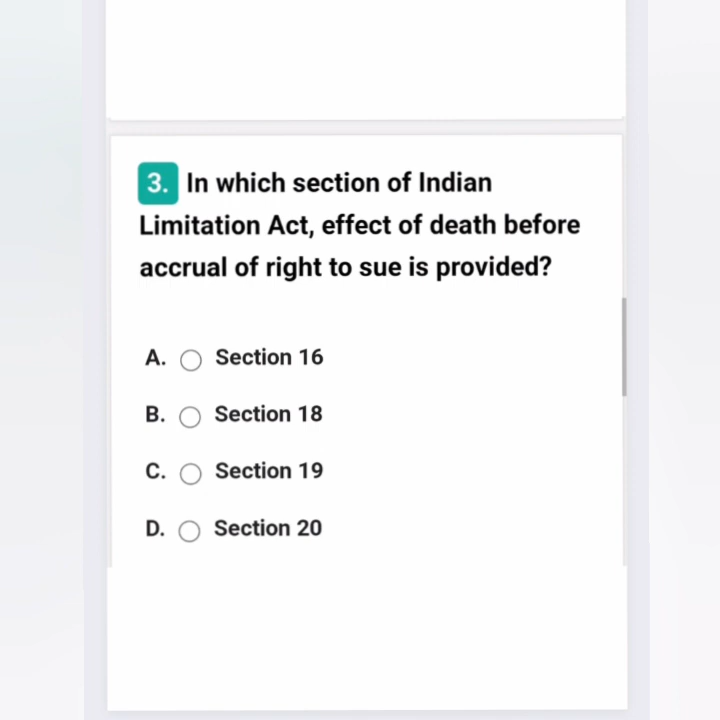 3. In which section of Indian
Limitation Act, effect of death before
accrual of right to sue is provided?
A. Section 16
B. Section 18
C. Section 19
D. Section 20